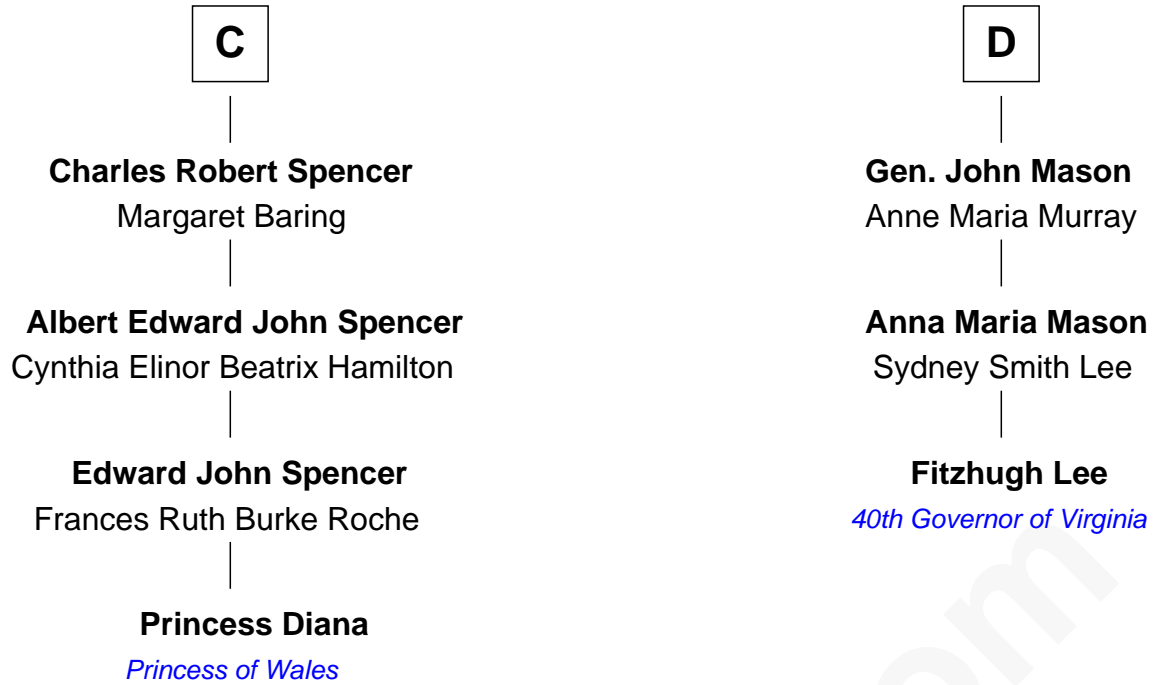 C
Charles Robert Spencer
Margaret Baring
Albert Edward John Spencer
Cynthia Elinor Beatrix Hamilton
Edward John Spencer
Frances Ruth Burke Roche
Princess Diana
Princess of Wales
D
Gen. John Mason
Anne Maria Murray
Anna Maria Mason
Sydney Smith Lee
Fitzhugh Lee
40th Governor of Virginia
om